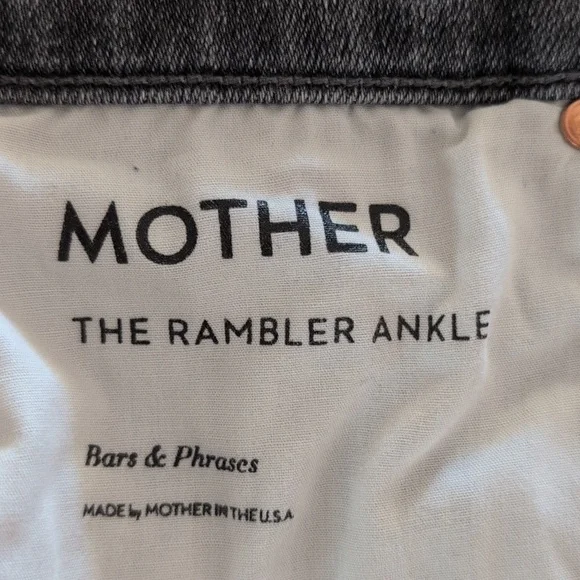 MOTHER
THE RAMBLER ANKLE
Bars & Phrases
MADE by MOTHER IN THE U.S.A